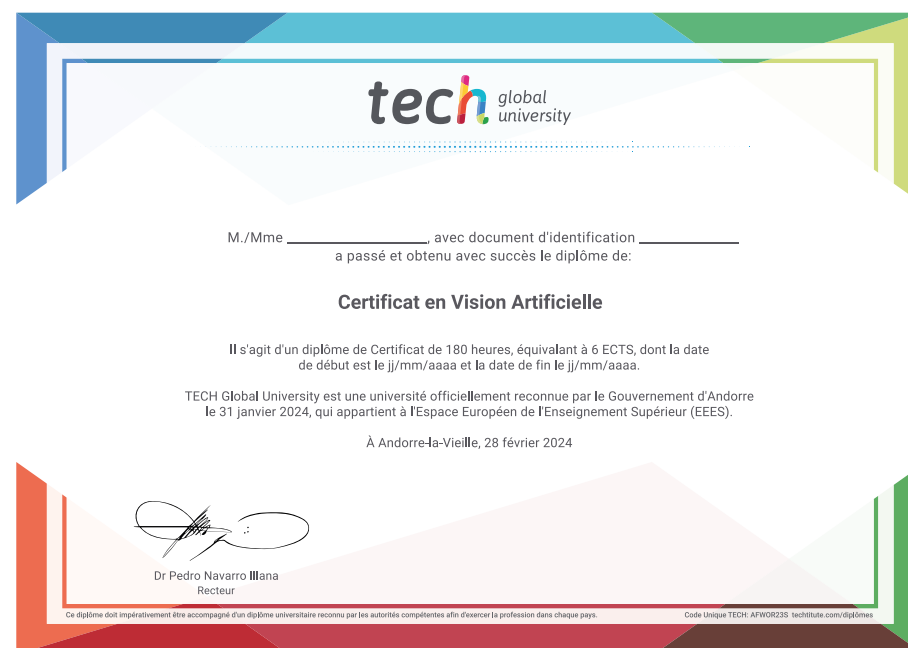 tech global university
M./Mme ____________________, avec document d'identification ______________
a passé et obtenu avec succès le diplôme de:
Certificat en Vision Artificielle
Il s'agit d'un diplôme de Certificat de 180 heures, équivalant à 6 ECTS, dont la date
de début est le jj/mm/aaaa et la date de fin le jj/mm/aaaa.
TECH Global University est une université officiellement reconnue par le Gouvernement d'Andorre
le 31 janvier 2024, qui appartient à l'Espace Européen de l'Enseignement Supérieur (EEES).
À Andorre-la-Vieille, 28 février 2024
Dr Pedro Navarro Illana
Recteur
Ce diplôme doit impérativement être accompagné d'un diplôme universitaire reconnu par les autorités compétentes afin d'exercer la profession dans chaque pays.
Code Unique TECH: AFWOR23S techtitute.com/diplômes